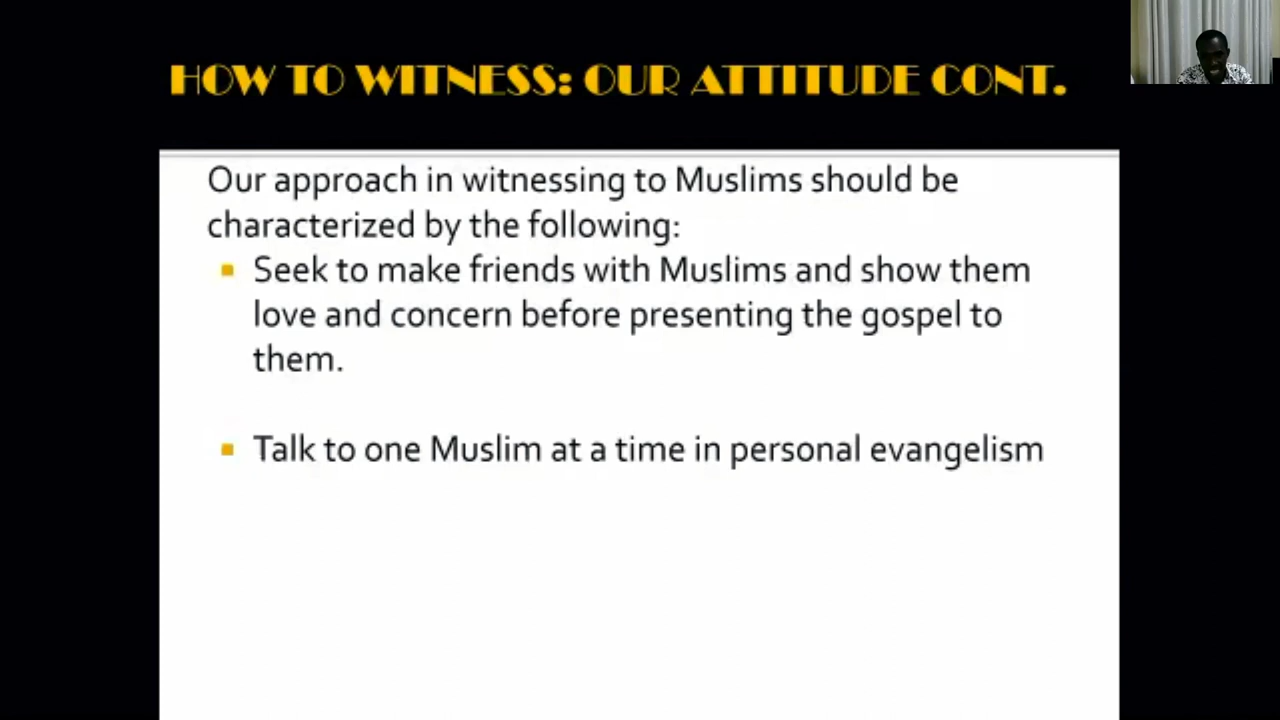 HOW TO WITNESS: OUR ATTITUDE CONT.
Our approach in witnessing to Muslims should be
characterized by the following:
▪ Seek to make friends with Muslims and show them
love and concern before presenting the gospel to
them.
▪ Talk to one Muslim at a time in personal evangelism